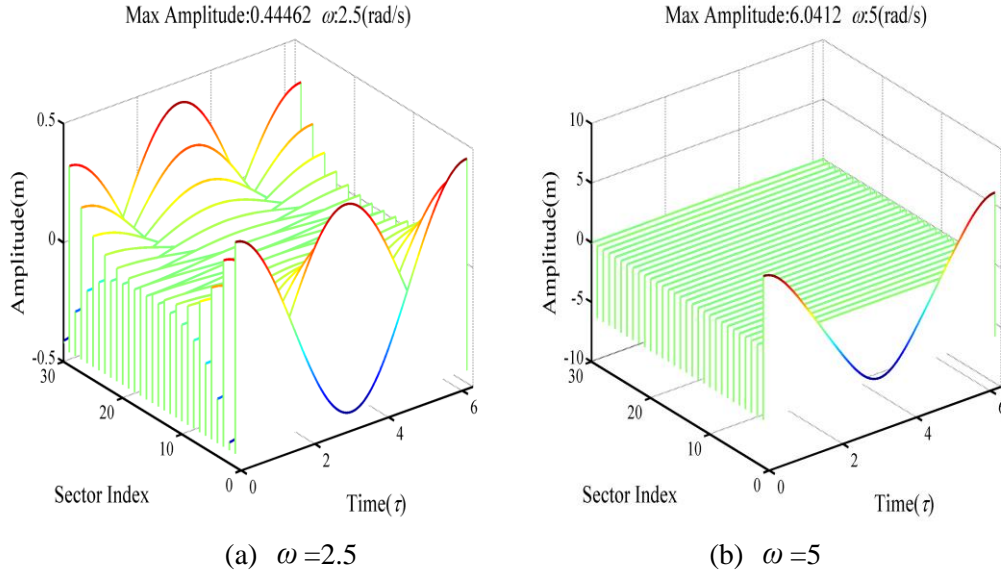 Max Amplitude:0.44462 ω:2.5(rad/s)
0.5
0
-0.5
Amplitude(m)
30
20
10
0
Sector Index
0
2
4
6
Time(τ)
(a) ω =2.5
Max Amplitude:6.0412 ω:5(rad/s)
10
5
0
-5
-10
Amplitude(m)
30
20
10
0
Sector Index
0
2
4
6
Time(τ)
(b) ω =5